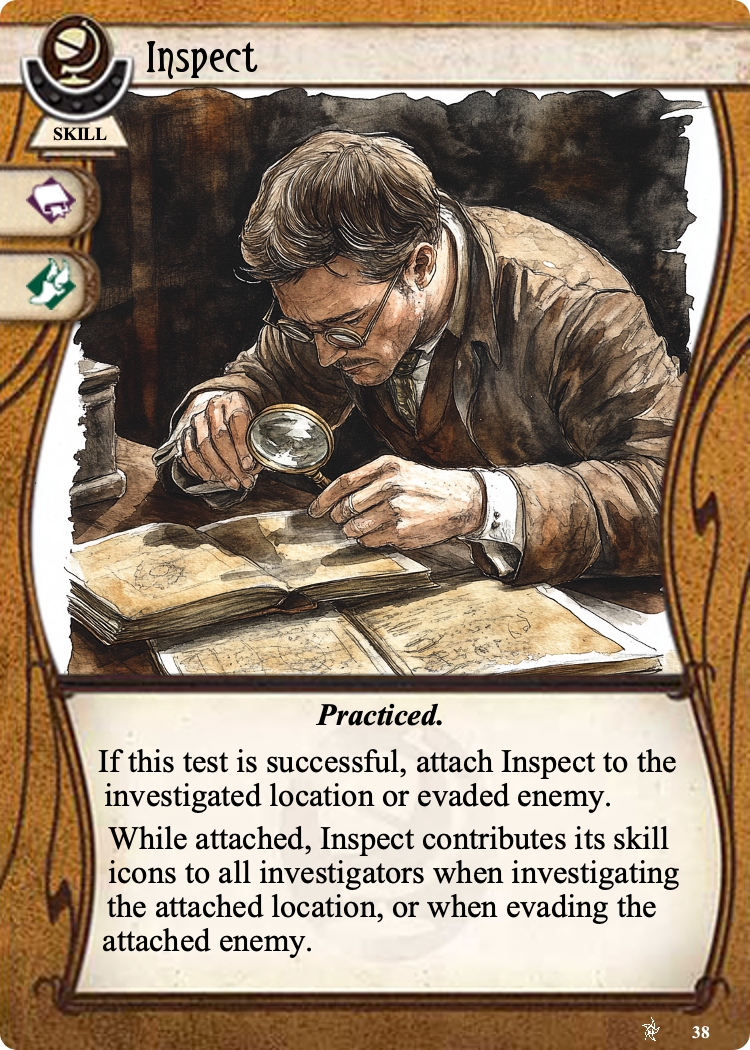 Inspect
SKILL
Practiced.
If this test is successful, attach Inspect to the
investigated location or evaded enemy.
While attached, Inspect contributes its skill
icons to all investigators when investigating
the attached location, or when evading the
attached enemy.
38